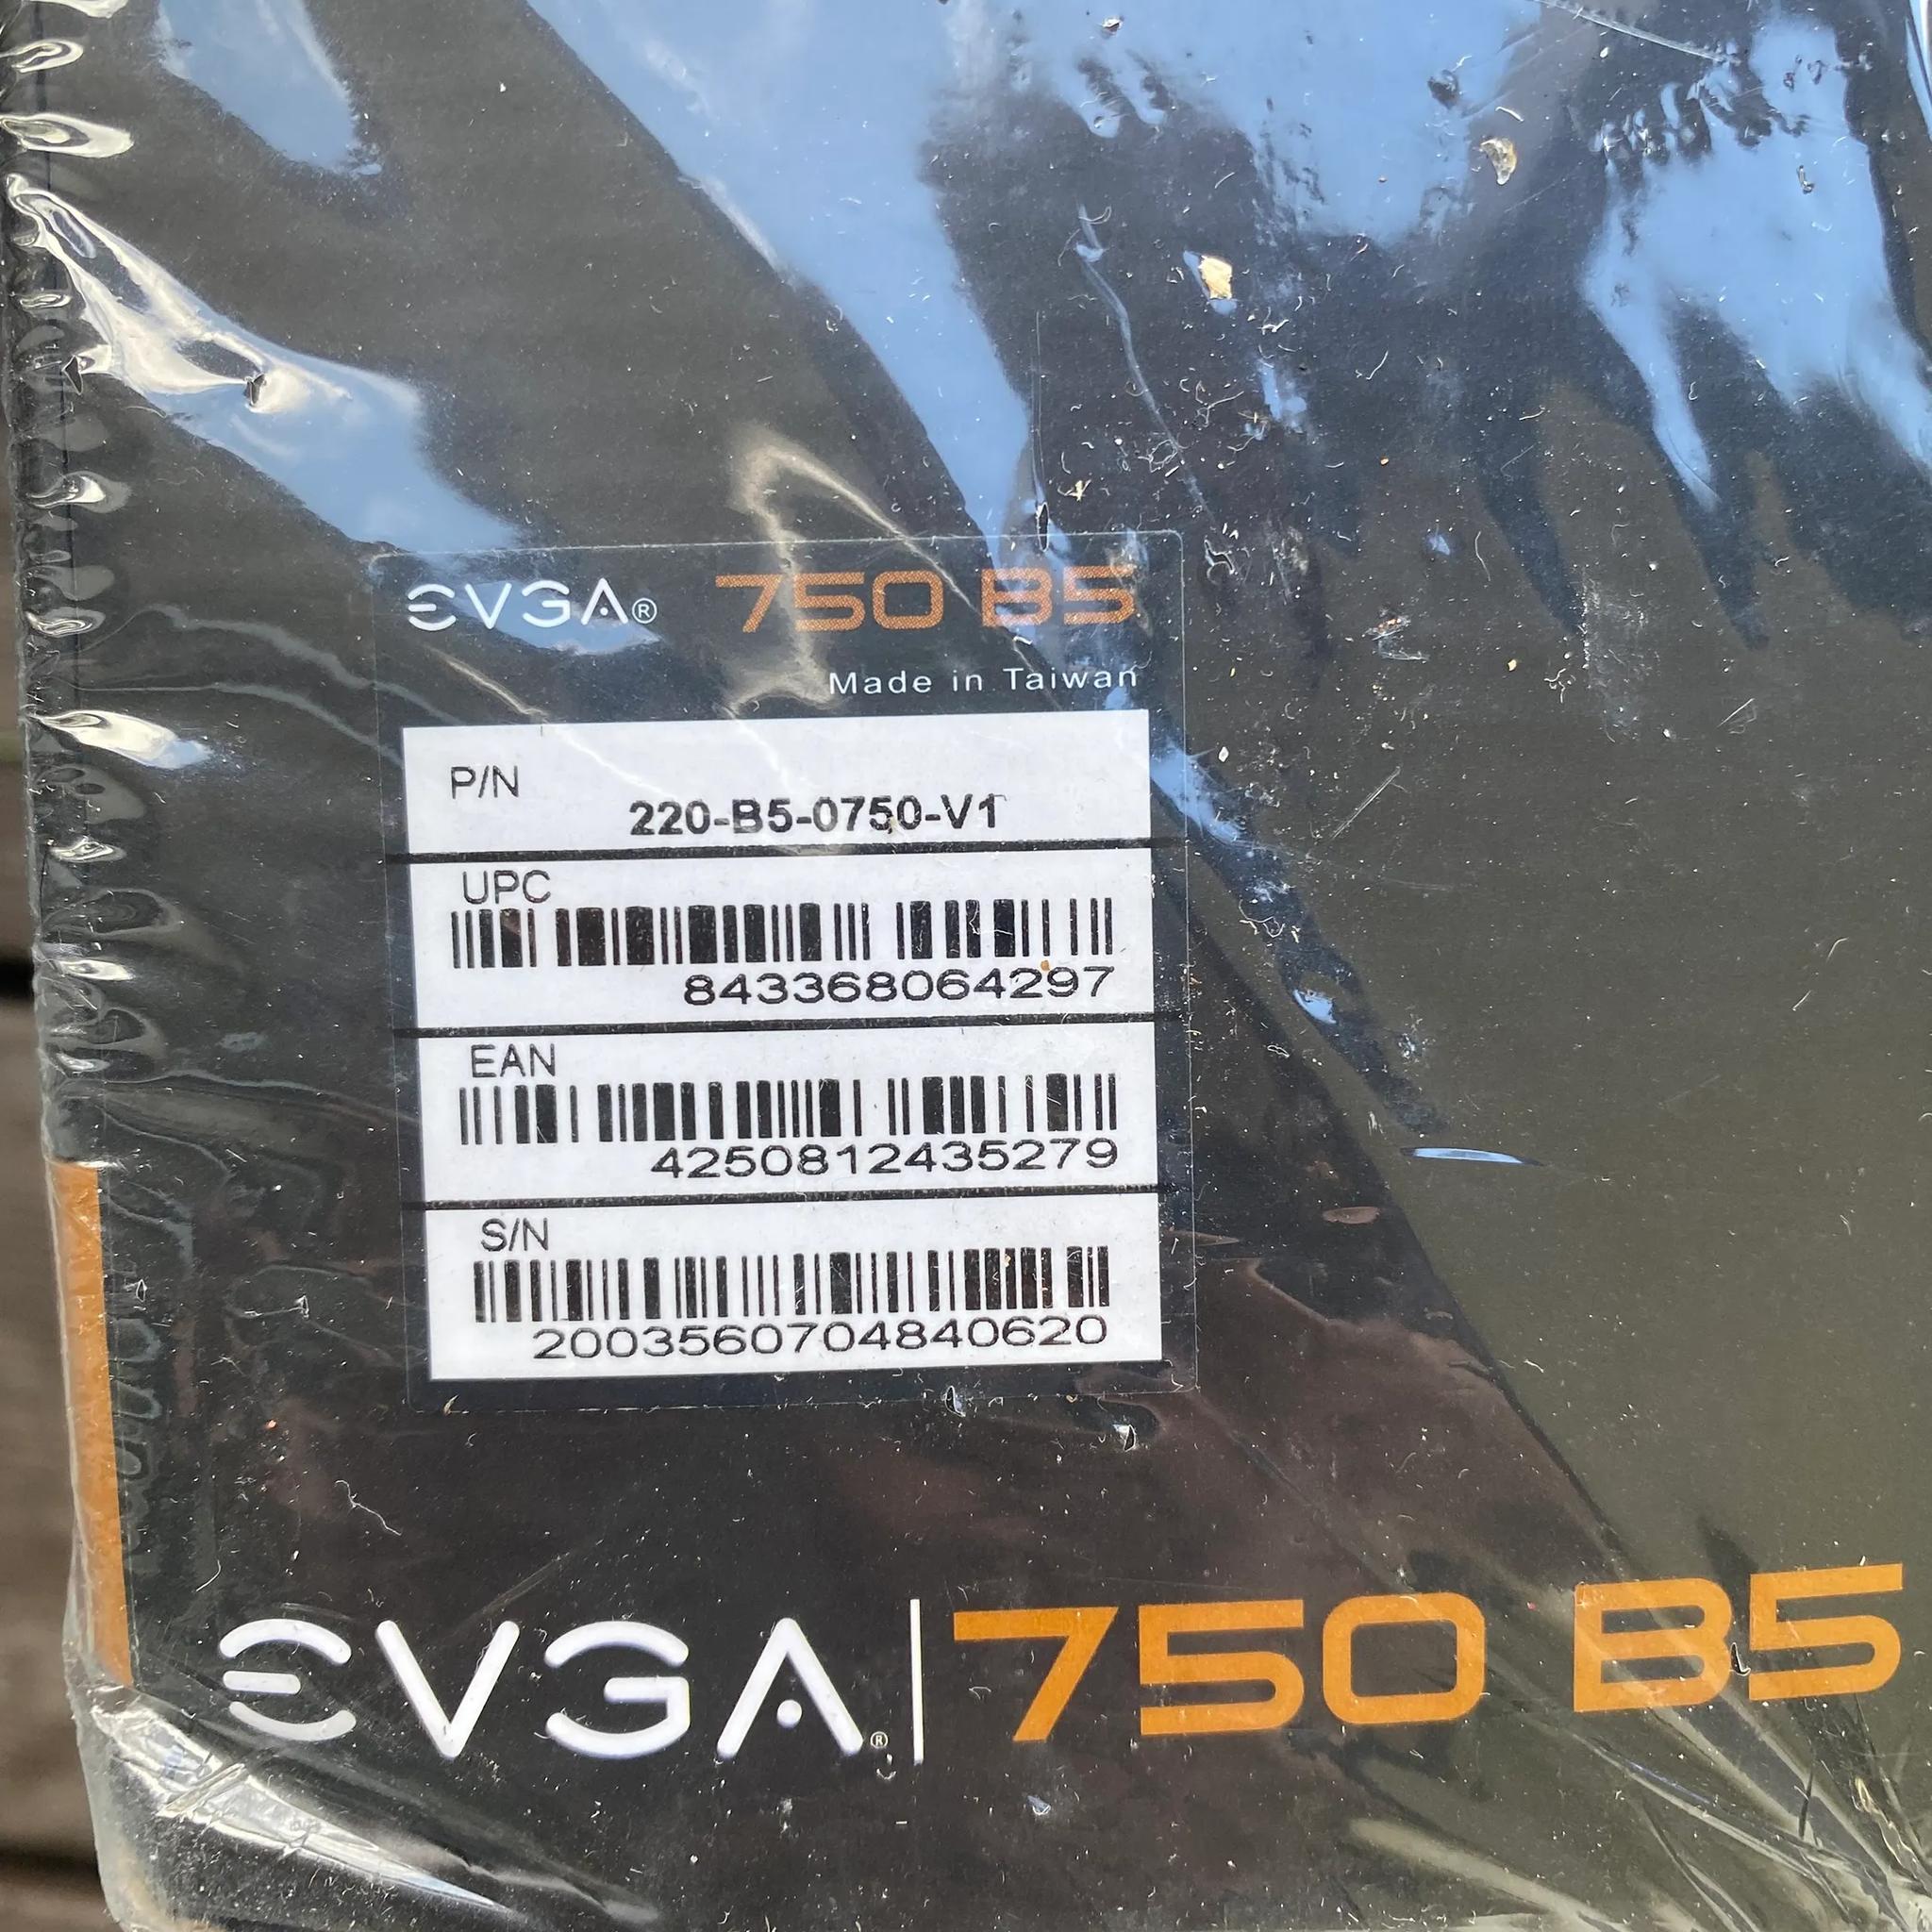 EVGA® 750 B5
Made in Taiwan
P/N
220-B5-0750-V1
UPC
843368064297
EAN
4250812435279
S/N
2003560704840620
EVGA® | 750 B5